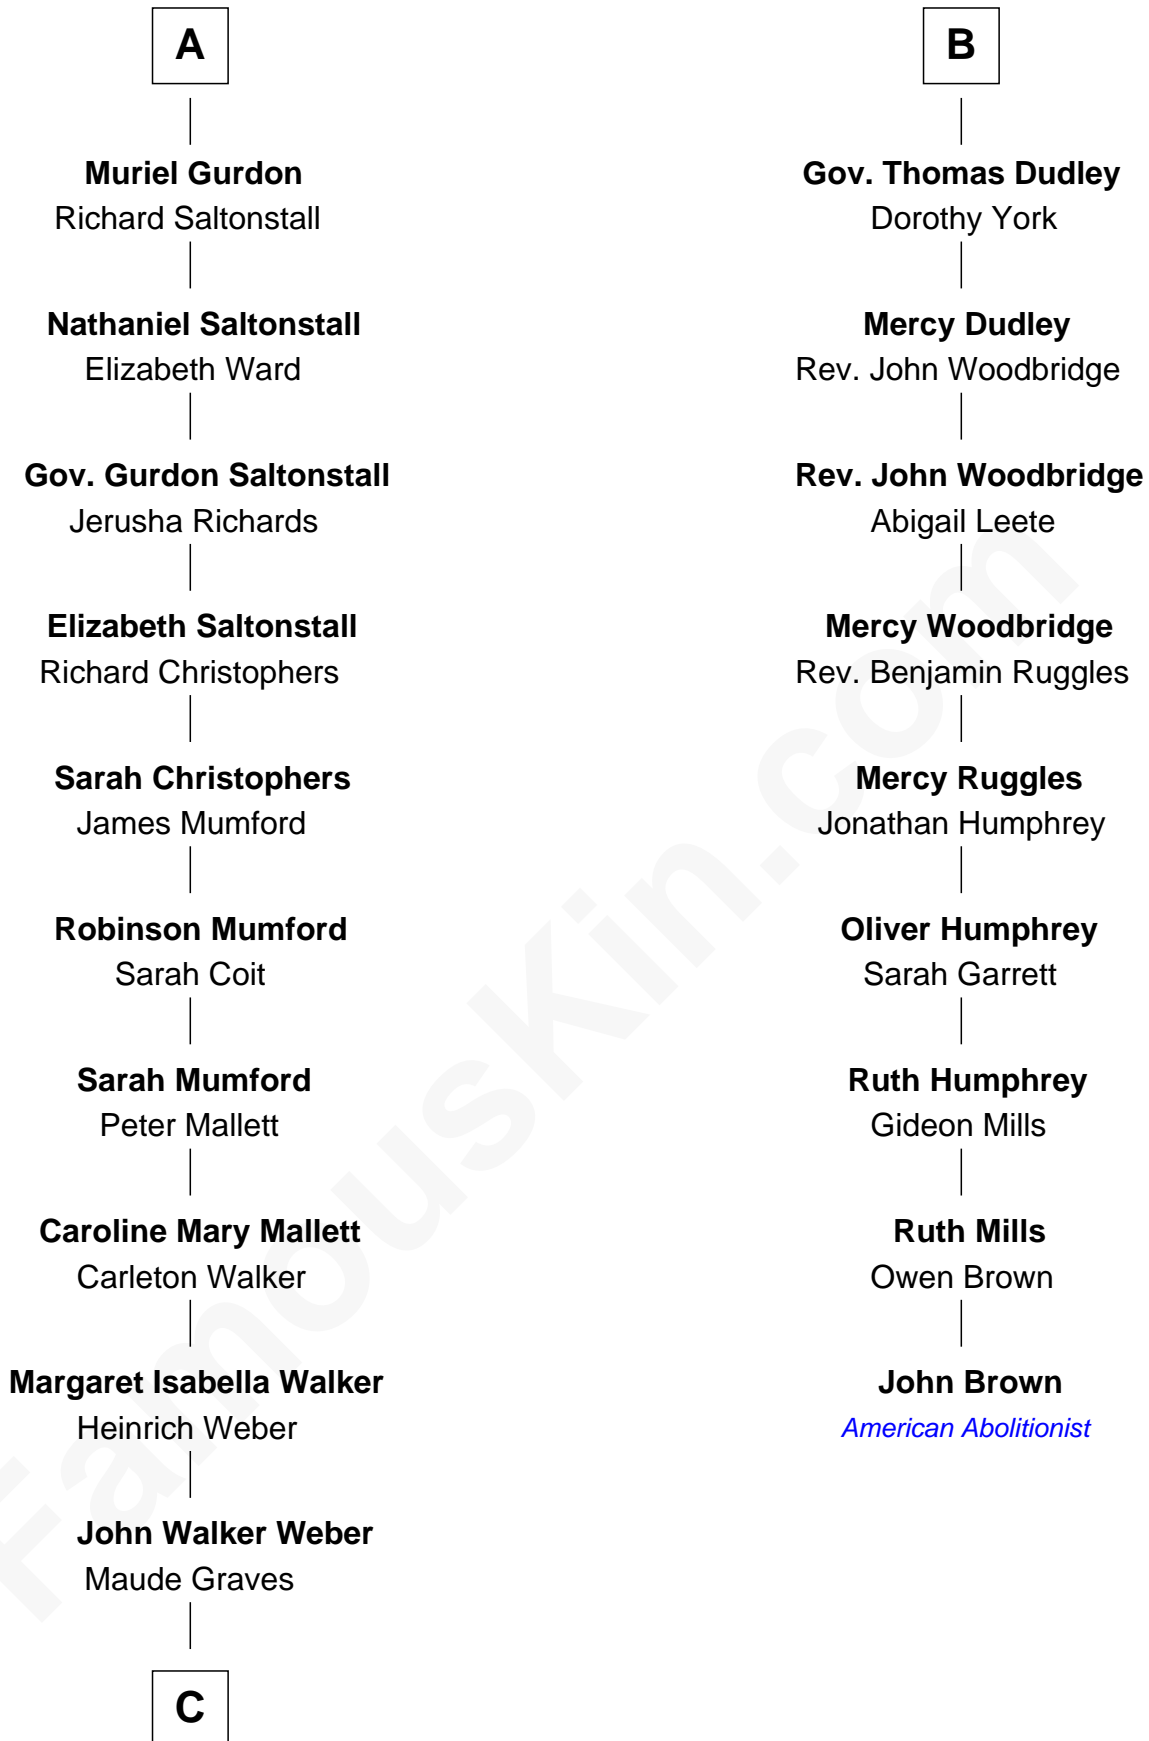 A
Muriel Gurdon
Richard Saltonstall
Nathaniel Saltonstall
Elizabeth Ward
Gov. Gurdon Saltonstall
Jerusha Richards
Elizabeth Saltonstall
Richard Christophers
Sarah Christophers
James Mumford
Robinson Mumford
Sarah Coit
Sarah Mumford
Peter Mallett
Caroline Mary Mallett
Carleton Walker
Margaret Isabella Walker
Heinrich Weber
John Walker Weber
Maude Graves
C
B
Gov. Thomas Dudley
Dorothy York
Mercy Dudley
Rev. John Woodbridge
Rev. John Woodbridge
Abigail Leete
Mercy Woodbridge
Rev. Benjamin Ruggles
Mercy Ruggles
Jonathan Humphrey
Oliver Humphrey
Sarah Garrett
Ruth Humphrey
Gideon Mills
Ruth Mills
Owen Brown
John Brown
American Abolitionist
FamousKin.com